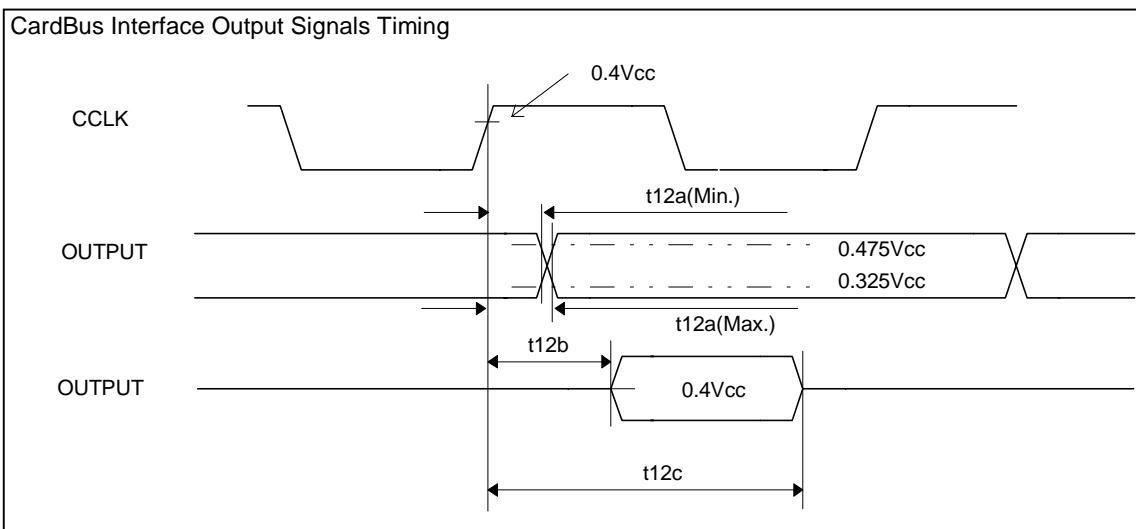 CardBus Interface Output Signals Timing
0.4Vcc
CCLK
t12a(Min.)
OUTPUT
0.475Vcc
0.325Vcc
t12a(Max.)
t12b
OUTPUT
0.4Vcc
t12c